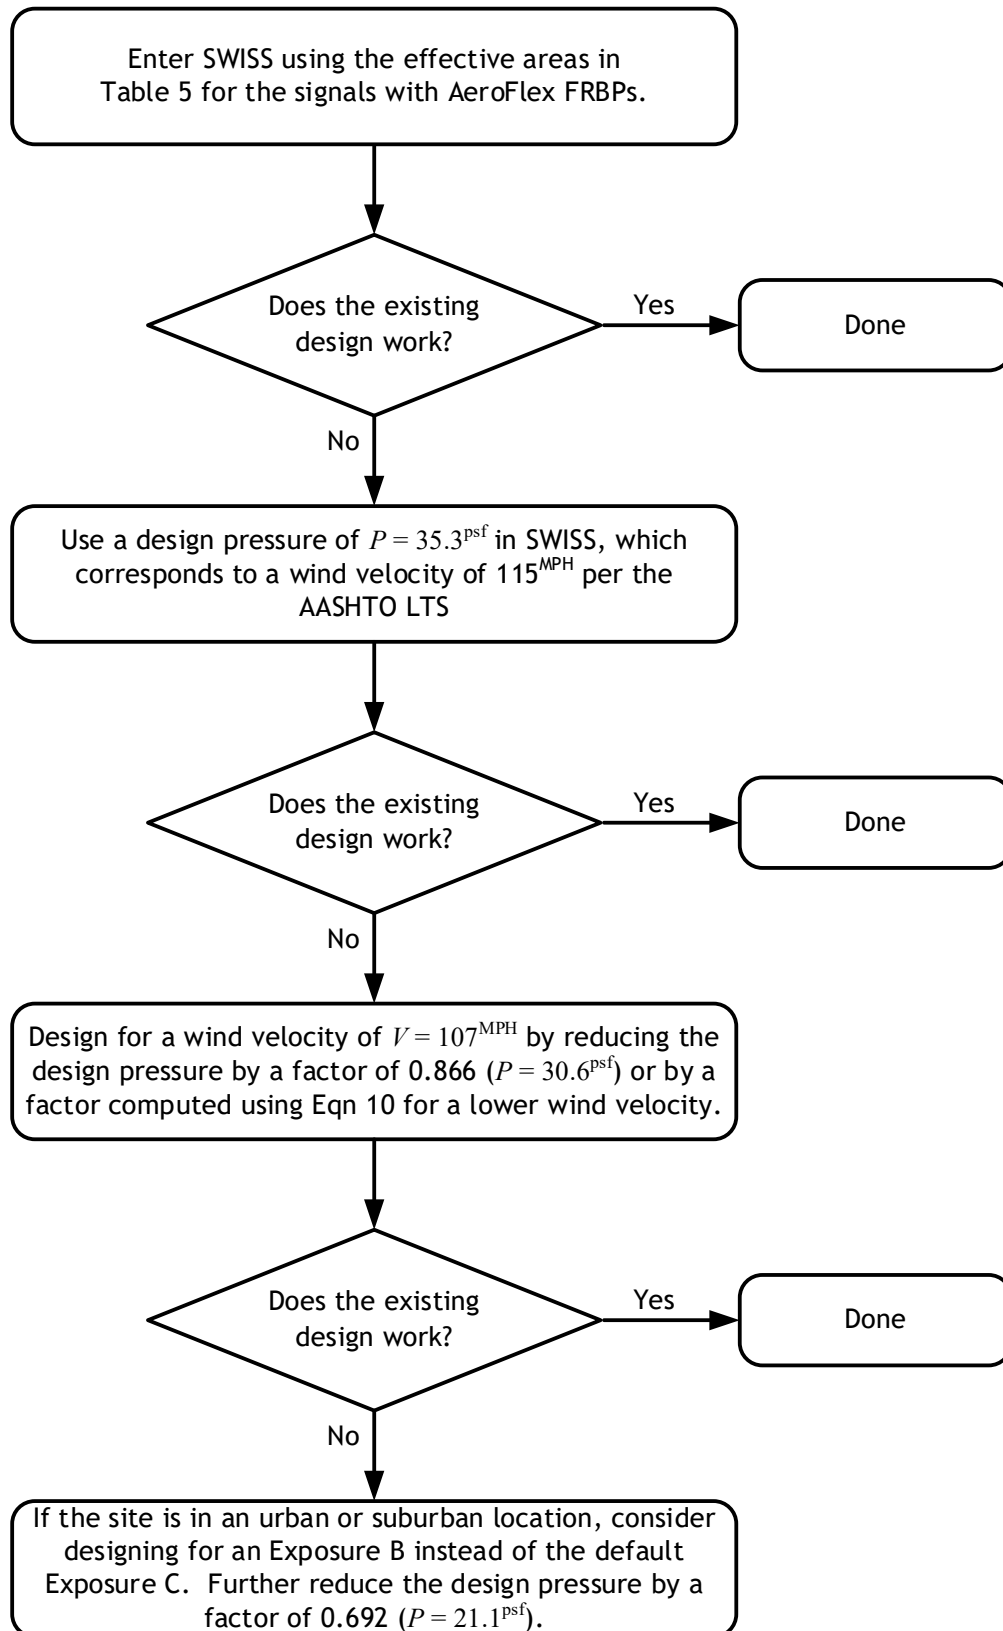 Enter SWISS using the effective areas in
Table 5 for the signals with AeroFlex FRBPs.
Does the existing
design work?
Yes
Done
No
Use a design pressure of P = 35.3psf in SWISS, which
corresponds to a wind velocity of 115MPH per the
AASHTO LTS
Does the existing
design work?
Yes
Done
No
Design for a wind velocity of V = 107MPH by reducing the
design pressure by a factor of 0.866 (P = 30.6psf) or by a
factor computed using Eqn 10 for a lower wind velocity.
Does the existing
design work?
Yes
Done
No
If the site is in an urban or suburban location, consider
designing for an Exposure B instead of the default
Exposure C.  Further reduce the design pressure by a
factor of 0.692 (P = 21.1psf).